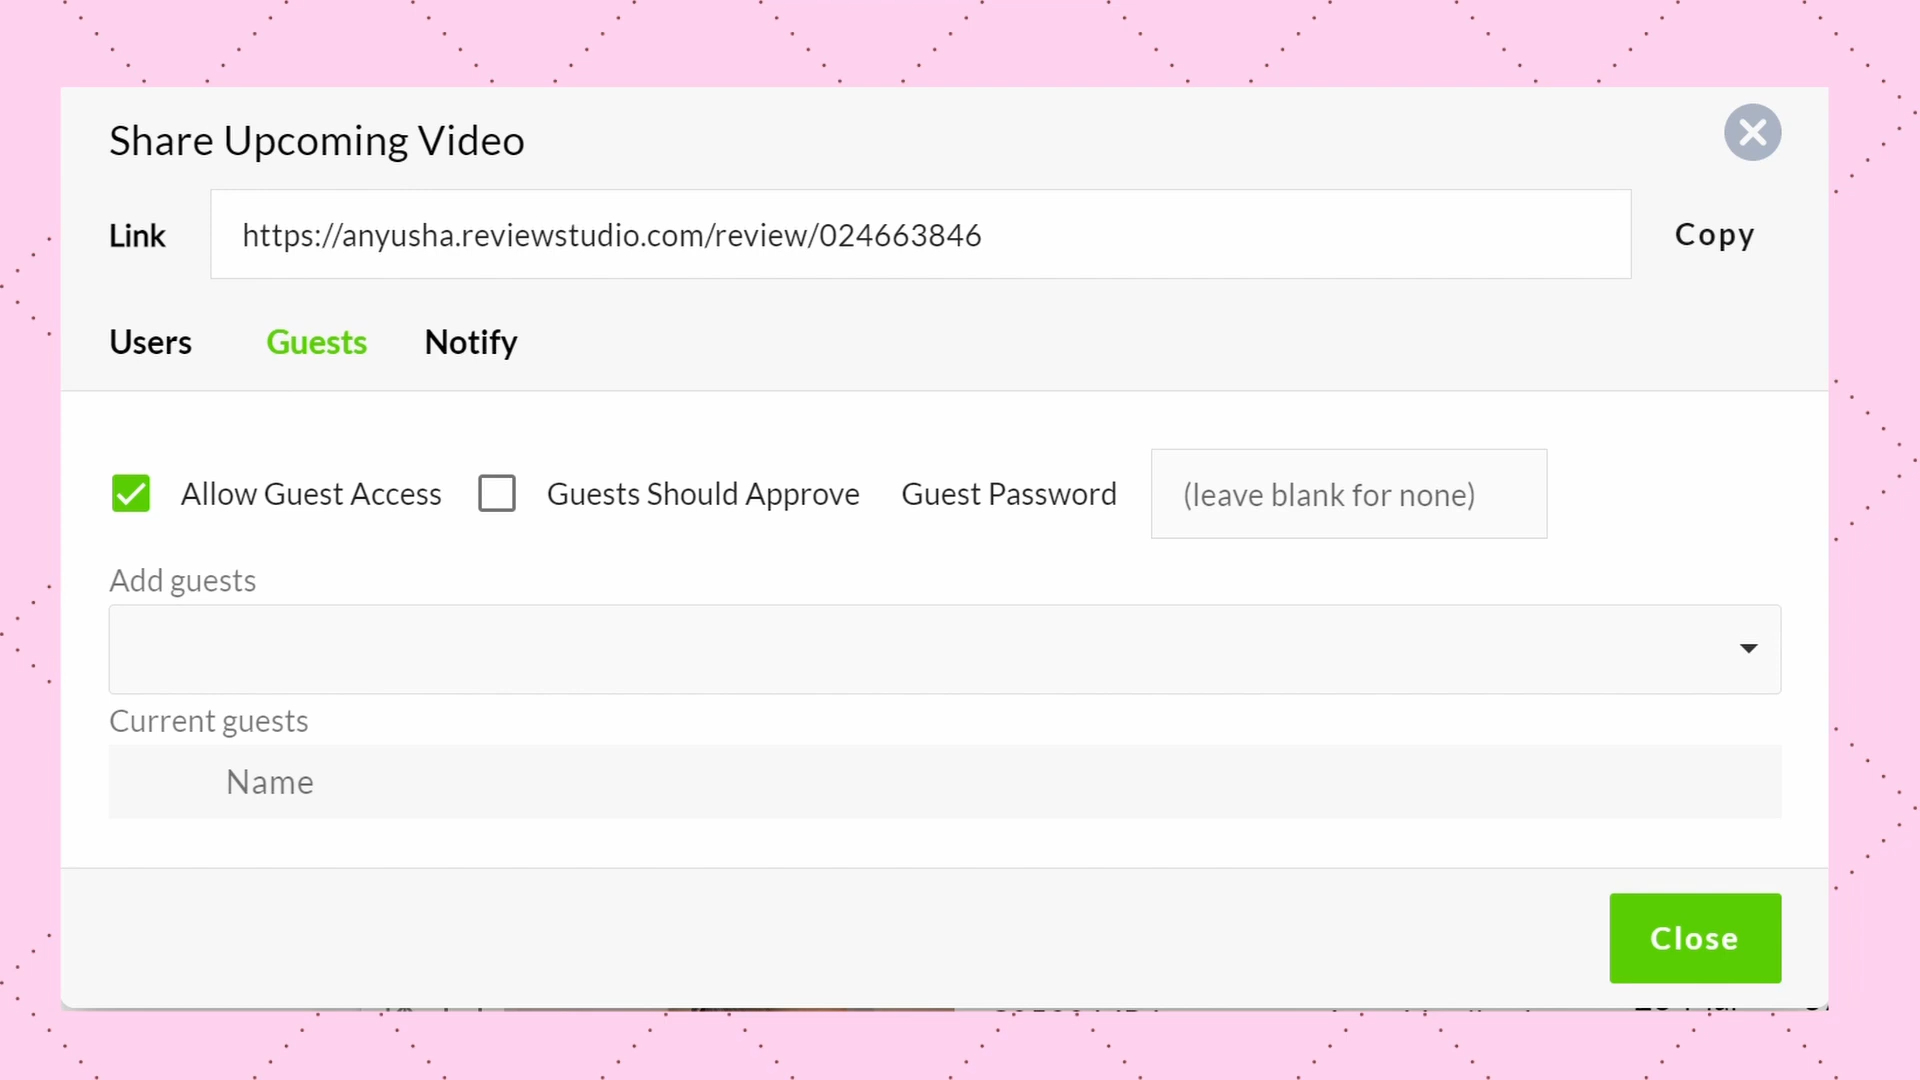 Share Upcoming Video
Link https://anyusha.reviewstudio.com/review/024663846 Copy
Users Guests Notify
Allow Guest Access Guests Should Approve Guest Password (leave blank for none)
Add guests
Current guests
Name
Close